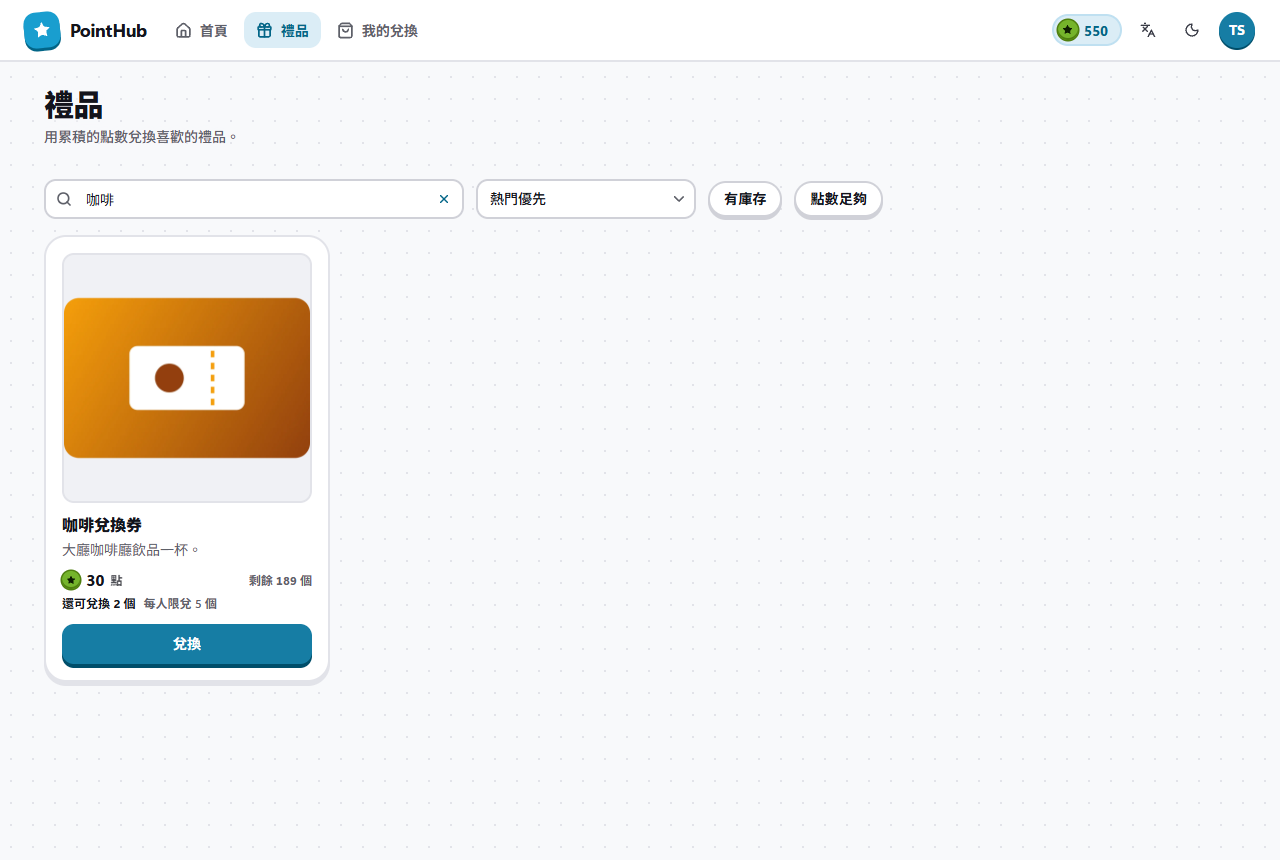 PointHub
首頁
禮品
我的兌換
550
TS
禮品
用累積的點數兌換喜歡的禮品。
咖啡
熱門優先
有庫存
點數足夠
咖啡兌換券
大廳咖啡廳飲品一杯。
30 點
剩餘 189 個
還可兌換 2 個 每人限兌 5 個
兌換